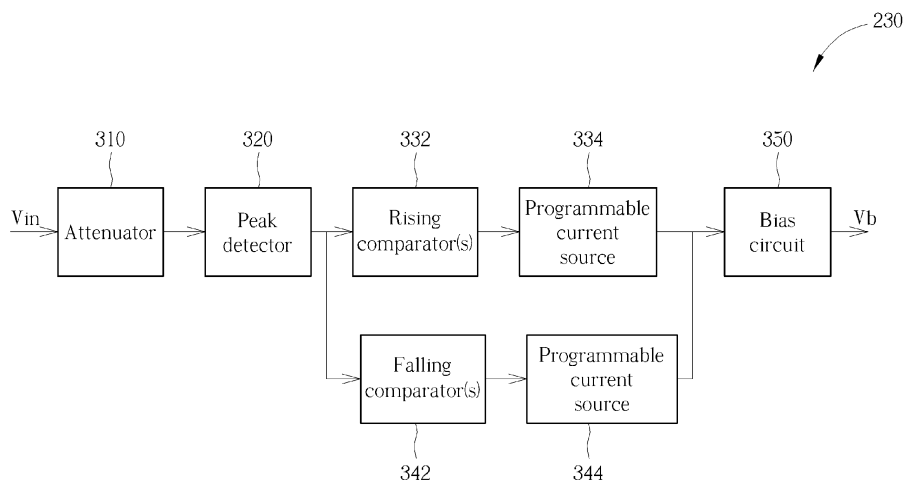 230
310
320
332
334
350
Vin
Attenuator
Peak
detector
Rising
comparator(s)
Programmable
current
source
Bias
circuit
Vb
Falling
comparator(s)
Programmable
current
source
342
344